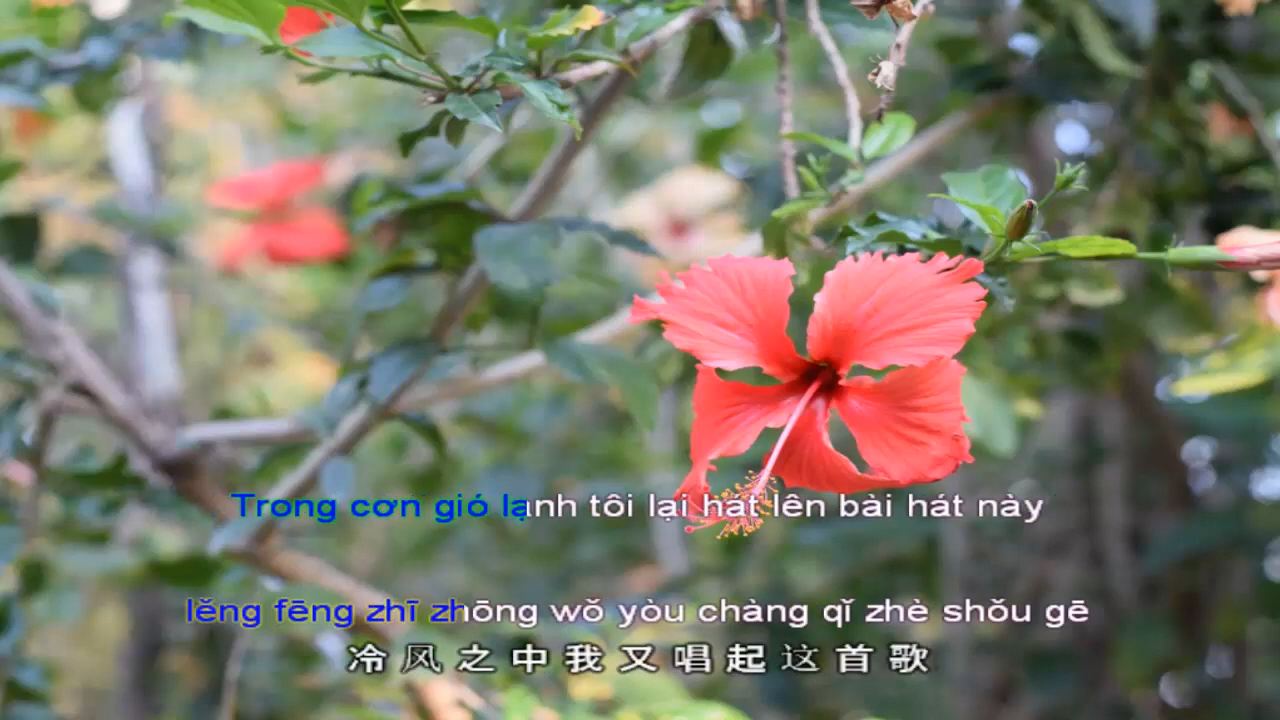 Trong cơn gió lạnh tôi lại hát lên bài hát này
lěng fēng zhī zhōng wǒ yòu chàng qǐ zhè shǒu gē
冷风之中我又唱起这首歌